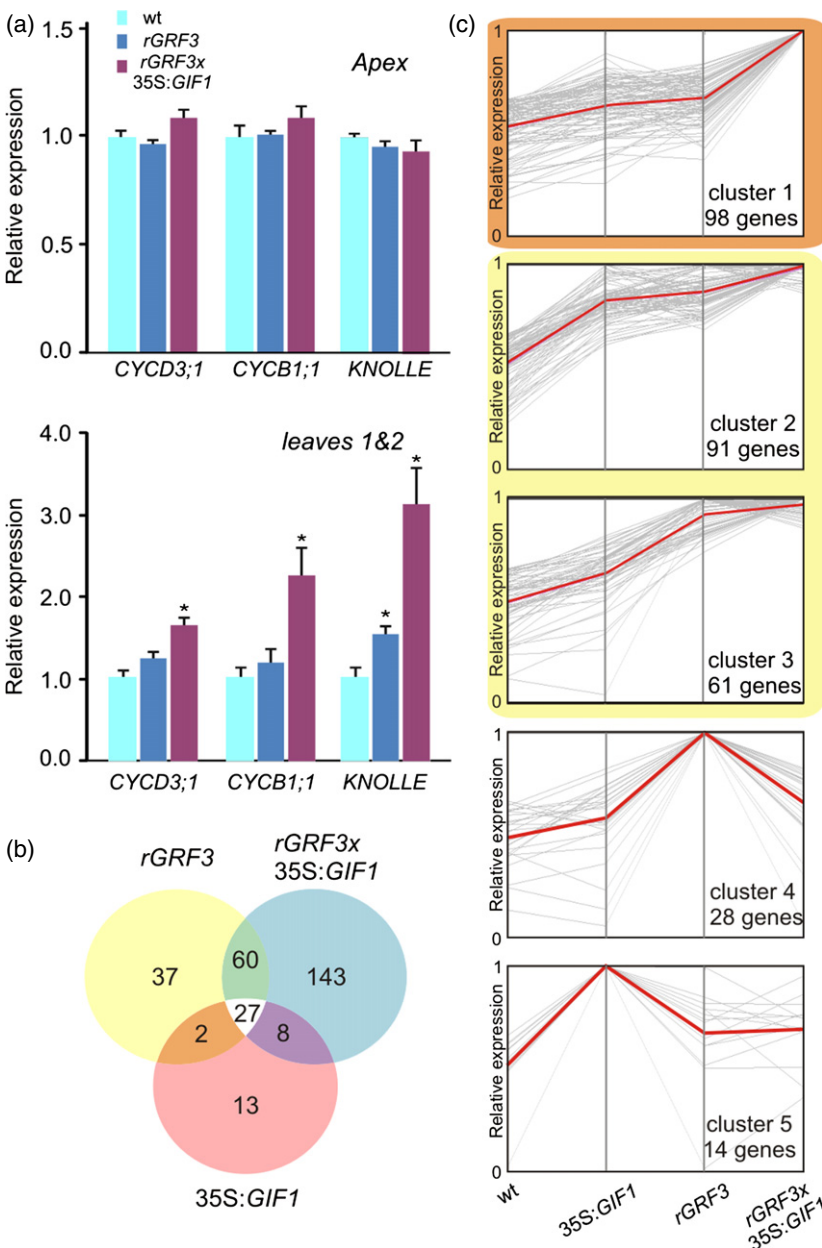 (a)
1.5
1.0
0.5
0.0
Relative expression
wt
rGRF3
rGRF3x
35S:GIF1
Apex
CYCD3;1
CYCB1;1
KNOLLE
4.0
3.0
2.0
1.0
0.0
Relative expression
leaves 1&2
*
*
*
*
CYCD3;1
CYCB1;1
KNOLLE
(b)
rGRF3
rGRF3x
35S:GIF1
37
60
143
27
2
8
13
35S:GIF1
(c)
1
0
Relative expression
cluster 1
98 genes
1
0
Relative expression
cluster 2
91 genes
1
0
Relative expression
cluster 3
61 genes
1
0
Relative expression
cluster 4
28 genes
1
0
Relative expression
cluster 5
14 genes
wt
35S:GIF1
rGRF3
rGRF3x
35S:GIF1